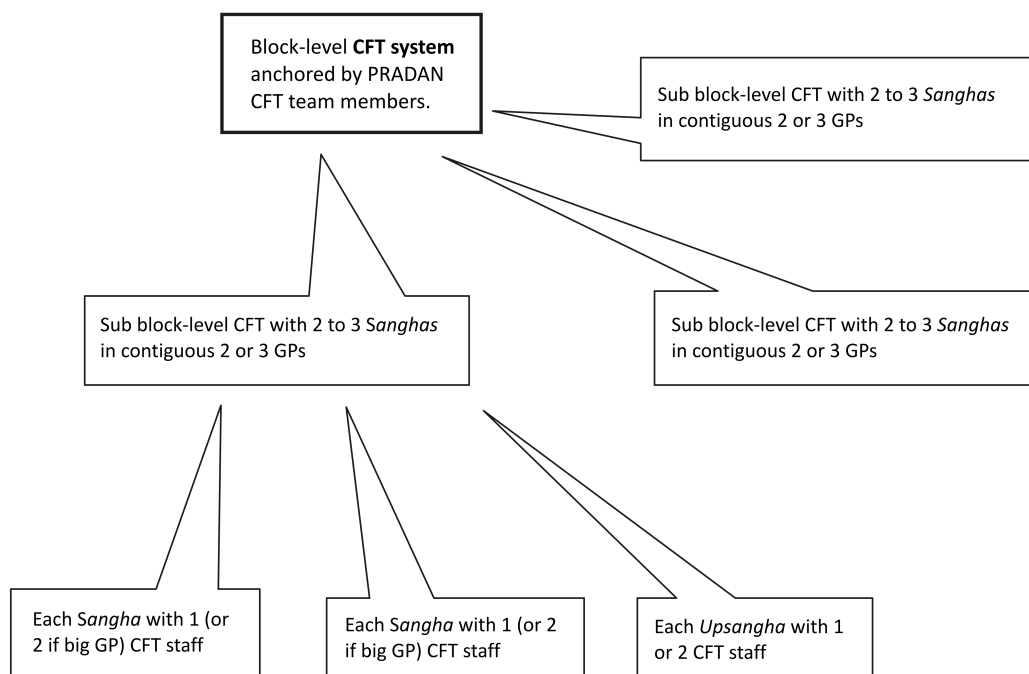 Block-level CFT system
anchored by PRADAN
CFT team members.
Sub block-level CFT with 2 to 3 Sanghas
in contiguous 2 or 3 GPs
Sub block-level CFT with 2 to 3 Sanghas
in contiguous 2 or 3 GPs
Sub block-level CFT with 2 to 3 Sanghas
in contiguous 2 or 3 GPs
Each Sangha with 1 (or
2 if big GP) CFT staff
Each Sangha with 1 (or 2
if big GP) CFT staff
Each Upsangha with 1
or 2 CFT staff